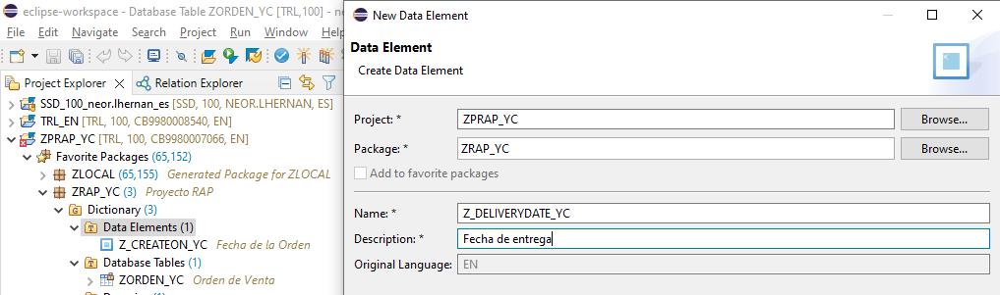 eclipse-workspace - Database Table ZORDEN_YC [TRL,100] - ne
File Edit Navigate Search Project Run Window Help
Project Explorer Relation Explorer
SSD_100_neor.lhernan_es [SSD, 100, NEOR.LHERNAN, ES]
TRL_EN [TRL, 100, CB9980008540, EN]
ZPRAP_YC [TRL, 100, CB9980007066, EN]
Favorite Packages (65,152)
ZLOCAL (65,155) Generated Package for ZLOCAL
ZRAP_YC (3) Proyecto RAP
Dictionary (3)
Data Elements (1)
Z_CREATEON_YC Fecha de la Orden
Database Tables (1)
ZORDEN_YC Orden de Venta
New Data Element
Data Element
Create Data Element
Project: * ZPRAP_YC Browse...
Package: * ZRAP_YC Browse...
Add to favorite packages
Name: * Z_DELIVERYDATE_YC
Description: * Fecha de entrega
Original Language: EN